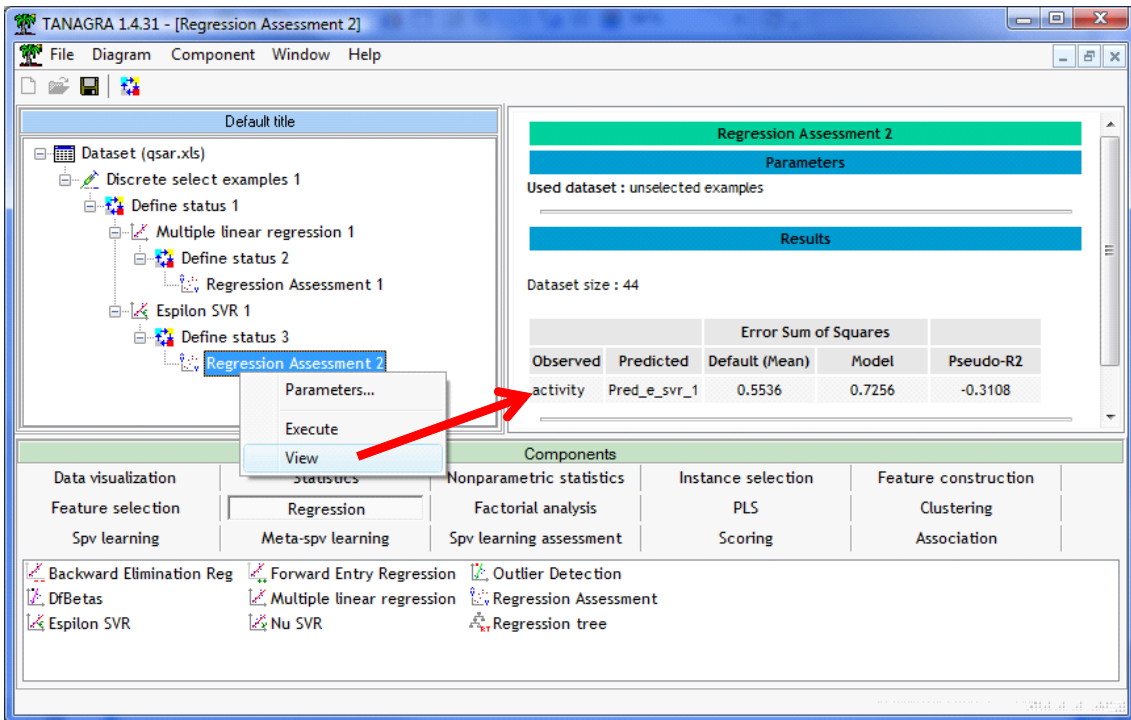 TANAGRA 1.4.31 - [Regression Assessment 2]
File Diagram Component Window Help
Default title
Dataset (qsar.xls)
Discrete select examples 1
Define status 1
Multiple linear regression 1
Define status 2
Regression Assessment 1
Espilon SVR 1
Define status 3
Regression Assessment 2
Parameters...
Execute
View
Regression Assessment 2
Parameters
Used dataset : unselected examples
Results
Dataset size : 44
Error Sum of Squares
Observed Predicted Default (Mean) Model Pseudo-R2
activity Pred_e_svr_1 0.5536 0.7256 -0.3108
Components
Data visualization Statistics Nonparametric statistics Instance selection Feature construction
Feature selection Regression Factorial analysis PLS Clustering
Spv learning Meta-spv learning Spv learning assessment Scoring Association
Backward Elimination Reg Forward Entry Regression Outlier Detection
DfBetas Multiple linear regression Regression Assessment
Espilon SVR Nu SVR Regression tree